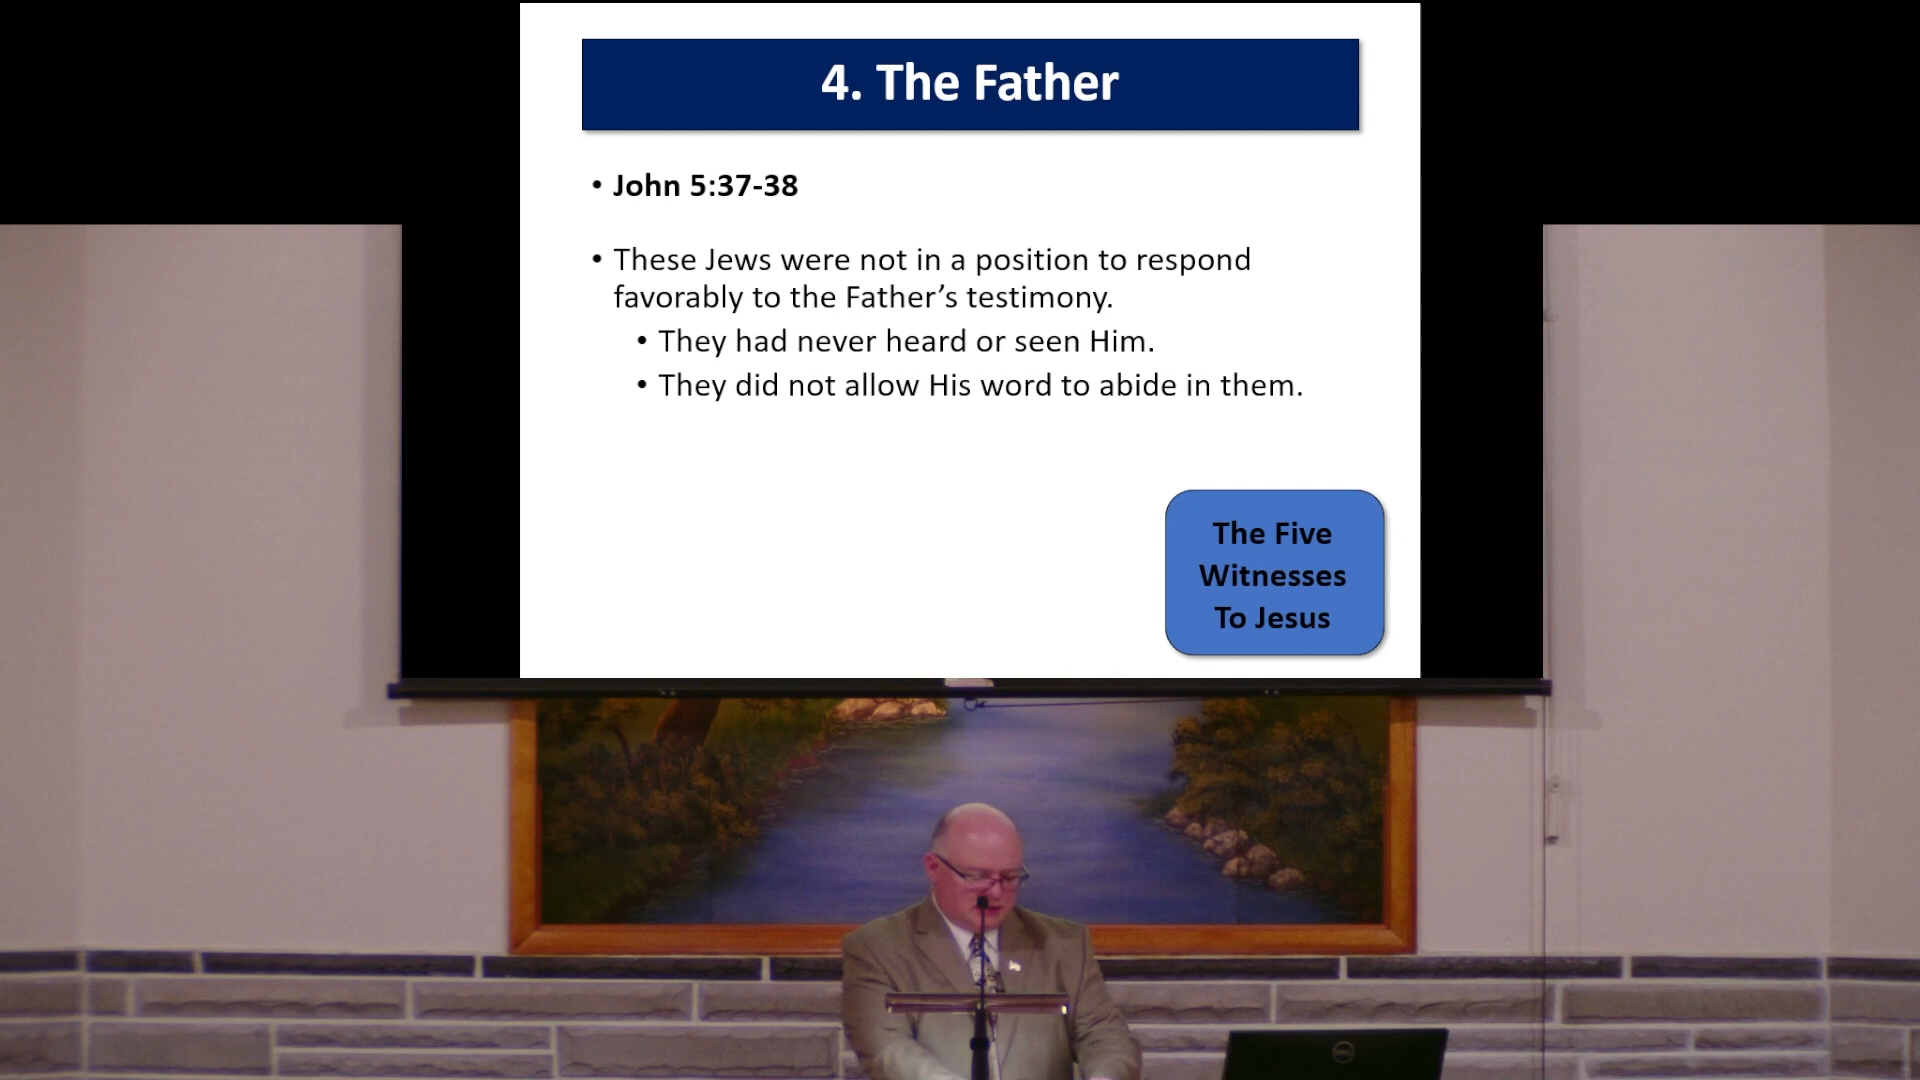 4. The Father
• John 5:37-38
• These Jews were not in a position to respond
favorably to the Father’s testimony.
• They had never heard or seen Him.
• They did not allow His word to abide in them.
The Five
Witnesses
To Jesus
DELL